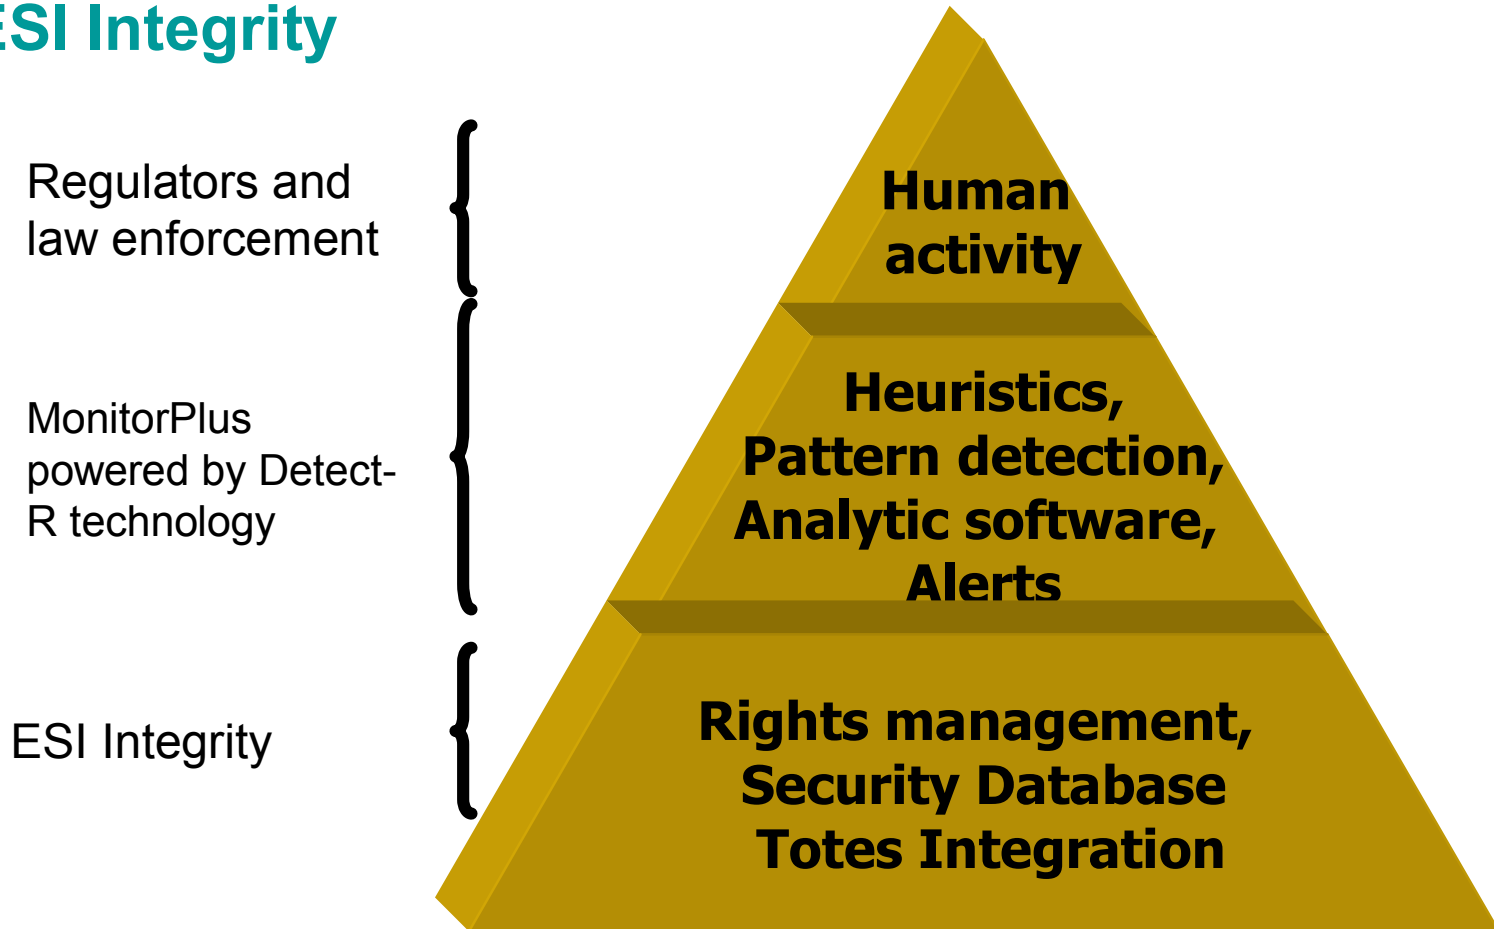 ESI Integrity
Regulators and
law enforcement
Human
activity
MonitorPlus
powered by Detect-
R technology
Heuristics,
Pattern detection,
Analytic software,
Alerts
ESI Integrity
Rights management,
Security Database
Totes Integration